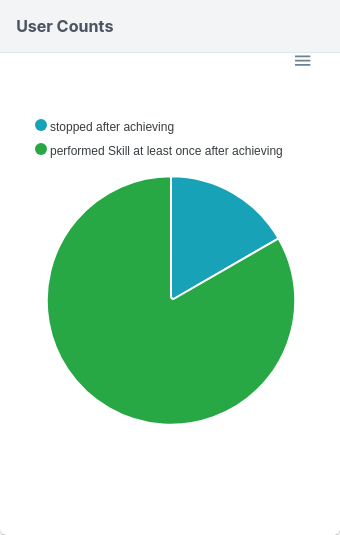 User Counts
stopped after achieving
performed Skill at least once after achieving